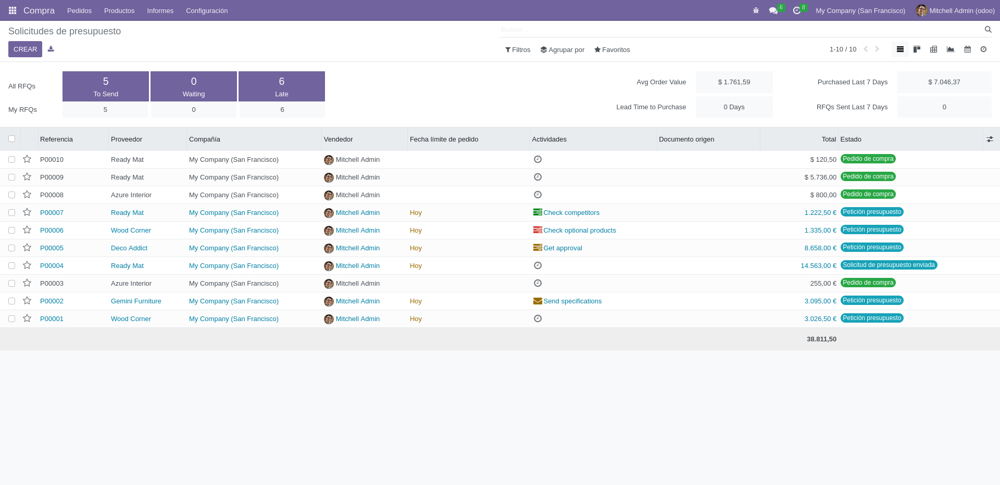 Compra Pedidos Productos Informes Configuración 6 8 My Company (San Francisco) Mitchell Admin (odoo)
Solicitudes de presupuesto
Buscar...
CREAR
Filtros Agrupar por Favoritos 1-10 / 10
All RFQs 5 To Send 0 Waiting 6 Late
My RFQs 5 0 6
Avg Order Value $ 1.761,59 Purchased Last 7 Days $ 7.046,37
Lead Time to Purchase 0 Days RFQs Sent Last 7 Days 0
Referencia Proveedor Compañía Vendedor Fecha límite de pedido Actividades Documento origen Total Estado
P00010 Ready Mat My Company (San Francisco) Mitchell Admin $ 120,50 Pedido de compra
P00009 Ready Mat My Company (San Francisco) Mitchell Admin $ 5.736,00 Pedido de compra
P00008 Azure Interior My Company (San Francisco) Mitchell Admin $ 800,00 Pedido de compra
P00007 Ready Mat My Company (San Francisco) Mitchell Admin Hoy Check competitors 1.222,50 € Petición presupuesto
P00006 Wood Corner My Company (San Francisco) Mitchell Admin Hoy Check optional products 1.335,00 € Petición presupuesto
P00005 Deco Addict My Company (San Francisco) Mitchell Admin Hoy Get approval 8.658,00 € Petición presupuesto
P00004 Ready Mat My Company (San Francisco) Mitchell Admin Hoy 14.563,00 € Solicitud de presupuesto enviada
P00003 Azure Interior My Company (San Francisco) Mitchell Admin 255,00 € Pedido de compra
P00002 Gemini Furniture My Company (San Francisco) Mitchell Admin Hoy Send specifications 3.095,00 € Petición presupuesto
P00001 Wood Corner My Company (San Francisco) Mitchell Admin Hoy 3.026,50 € Petición presupuesto
38.811,50